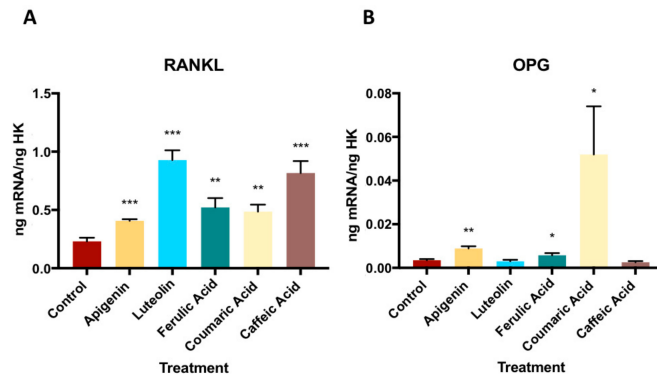 A
RANKL
ng mRNA/ng HK
1.5
1.0
0.5
0.0
***
***
**
**
***
Control
Apigenin
Luteolin
Ferulic Acid
Coumaric Acid
Caffeic Acid
Treatment
B
OPG
ng mRNA/ng HK
0.08
0.06
0.04
0.02
0.00
**
*
*
Control
Apigenin
Luteolin
Ferulic Acid
Coumaric Acid
Caffeic Acid
Treatment